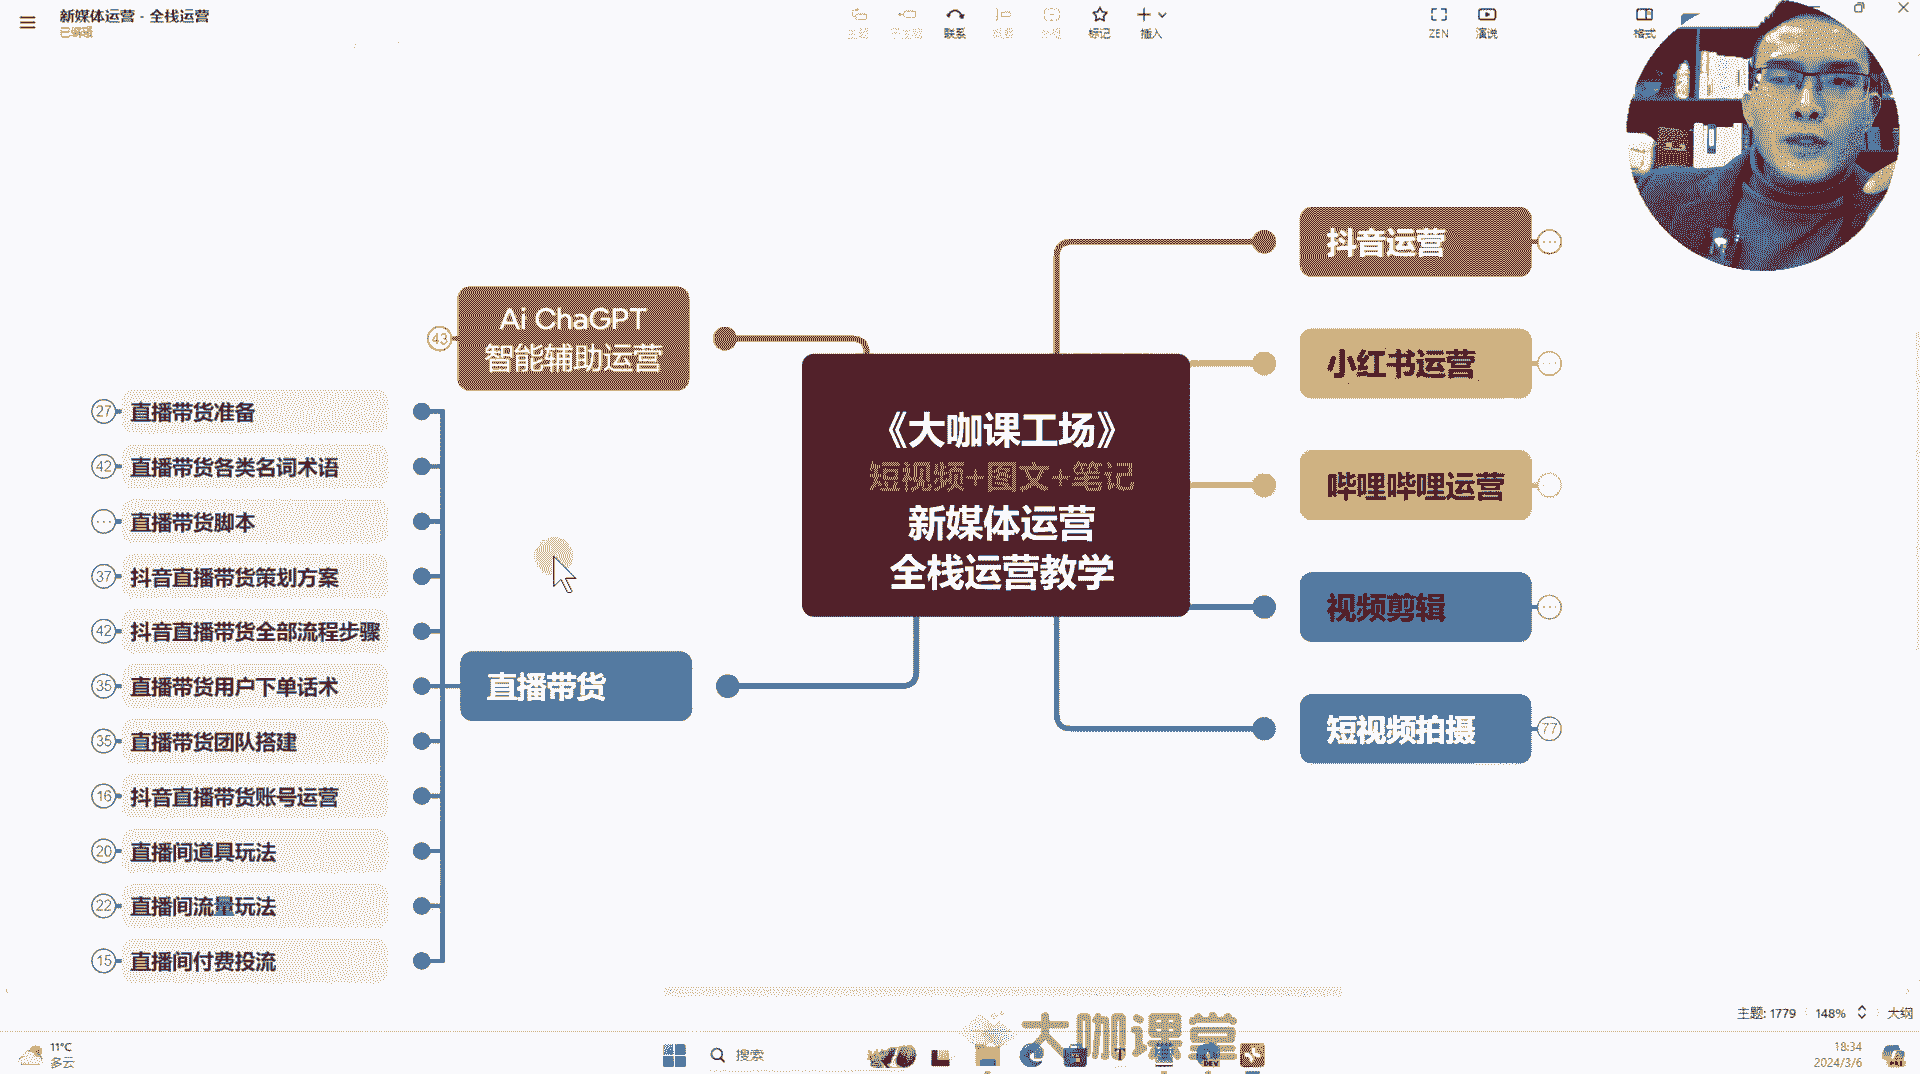 新媒体运营 - 全栈运营
已编辑
联系
标记
插入
ZEN
演说
格式
抖音运营
Ai ChaGPT
智能辅助运营
43
小红书运营
27 直播带货准备
42 直播带货各类名词术语
直播带货脚本
37 抖音直播带货策划方案
42 抖音直播带货全部流程步骤
35 直播带货用户下单话术
35 直播带货团队搭建
16 抖音直播带货账号运营
20 直播间道具玩法
22 直播间流量玩法
15 直播间付费投流
直播带货
《大咖课工场》
短视频+图文+笔记
新媒体运营
全栈运营教学
哔哩哔哩运营
视频剪辑
短视频拍摄
77
主题: 1779
148%
大纲
大咖课堂
11°C
多云
搜索
DEV
18:34
2024/3/6